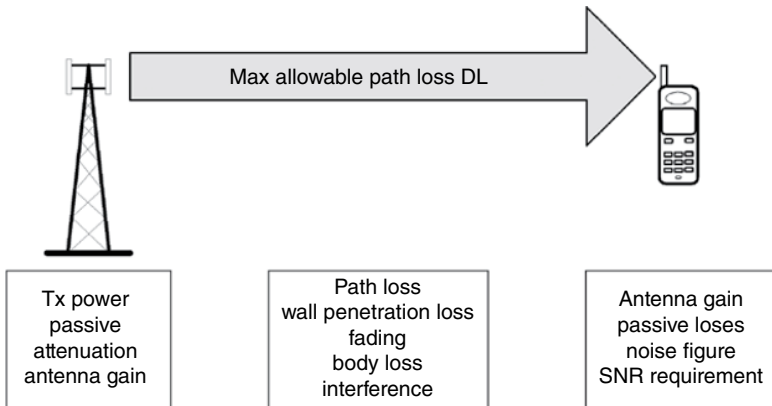 Max allowable path loss DL
Tx power
passive
attenuation
antenna gain
Path loss
wall penetration loss
fading
body loss
interference
Antenna gain
passive loses
noise figure
SNR requirement